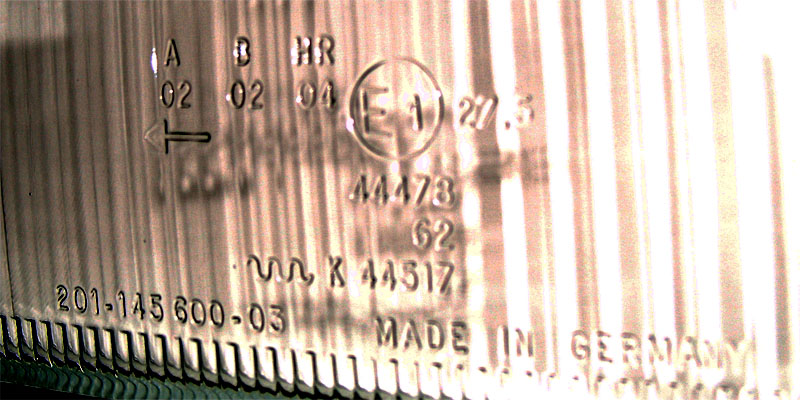 A B HR
02 02 04 E1 27.5
44478
62
K 44517
201-145 600-03
MADE IN GERMANY